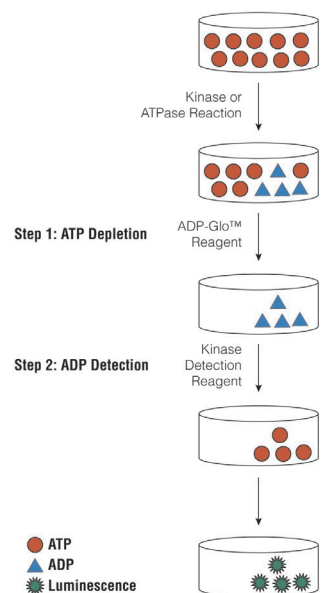 Kinase or
ATPase Reaction
Step 1: ATP Depletion
ADP-Glo™
Reagent
Step 2: ADP Detection
Kinase
Detection
Reagent
ATP
ADP
Luminescence